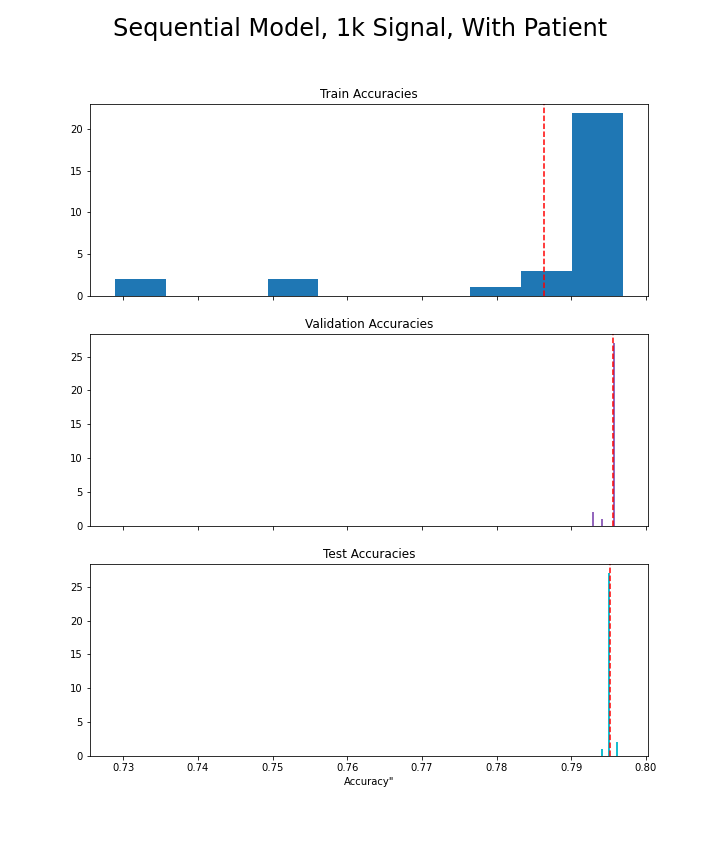 Sequential Model, 1k Signal, With Patient
Train Accuracies
20
15
10
5
0
Validation Accuracies
25
20
15
10
5
0
Test Accuracies
25
20
15
10
5
0
0.73 0.74 0.75 0.76 0.77 0.78 0.79 0.80
Accuracy"